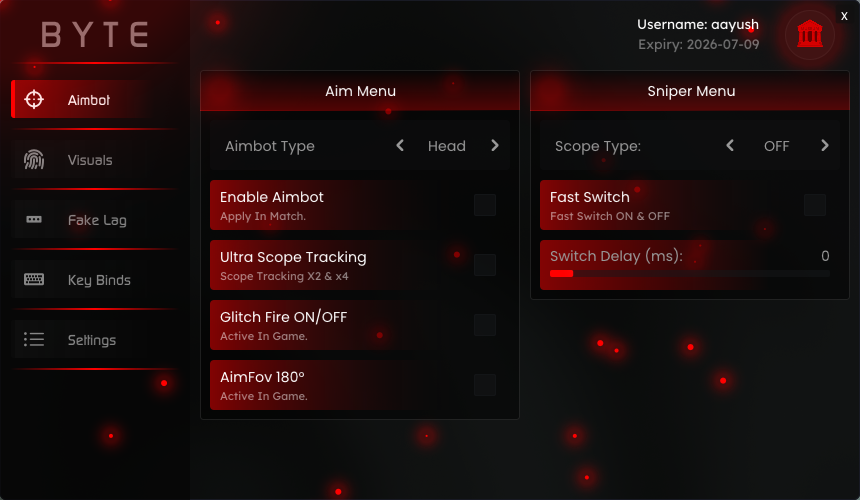 BYTE
Username: aayush
Expiry: 2026-07-09
X
Aimbot
Visuals
Fake Lag
Key Binds
Settings
Aim Menu
Aimbot Type
Head
Enable Aimbot
Apply In Match.
Ultra Scope Tracking
Scope Tracking X2 & x4
Glitch Fire ON/OFF
Active In Game.
AimFov 180º
Active In Game.
Sniper Menu
Scope Type:
OFF
Fast Switch
Fast Switch ON & OFF
Switch Delay (ms):
0